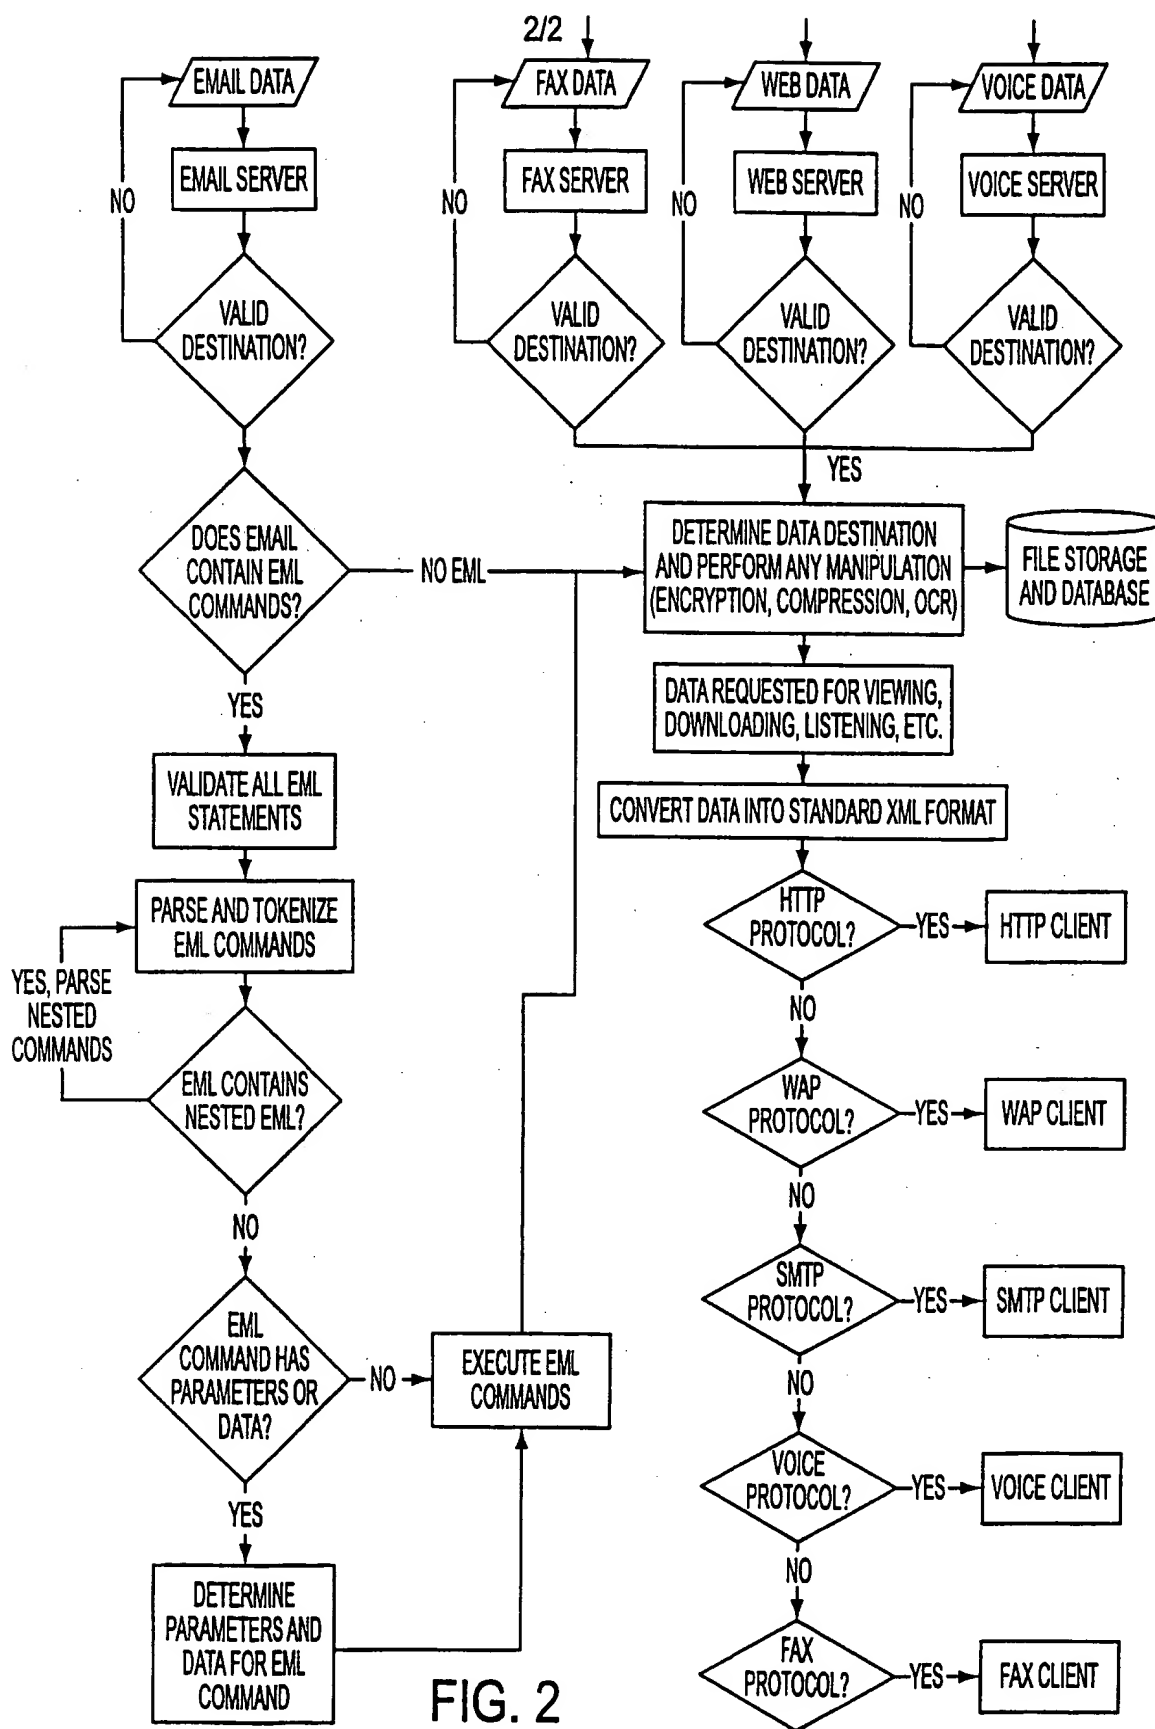 2/2
EMAIL DATA
FAX DATA
WEB DATA
VOICE DATA
EMAIL SERVER
FAX SERVER
WEB SERVER
VOICE SERVER
NO
NO
NO
NO
VALID
DESTINATION?
VALID
DESTINATION?
VALID
DESTINATION?
VALID
DESTINATION?
YES
DOES EMAIL
CONTAIN EML
COMMANDS?
NO EML
DETERMINE DATA DESTINATION
AND PERFORM ANY MANIPULATION
(ENCRYPTION, COMPRESSION, OCR)
FILE STORAGE
AND DATABASE
YES
DATA REQUESTED FOR VIEWING,
DOWNLOADING, LISTENING, ETC.
VALIDATE ALL EML
STATEMENTS
CONVERT DATA INTO STANDARD XML FORMAT
PARSE AND TOKENIZE
EML COMMANDS
HTTP
PROTOCOL?
YES
HTTP CLIENT
YES, PARSE
NESTED
COMMANDS
NO
EML CONTAINS
NESTED EML?
WAP
PROTOCOL?
YES
WAP CLIENT
NO
NO
EML
COMMAND HAS
PARAMETERS OR
DATA?
NO
EXECUTE EML
COMMANDS
SMTP
PROTOCOL?
YES
SMTP CLIENT
NO
YES
VOICE
PROTOCOL?
YES
VOICE CLIENT
NO
DETERMINE
PARAMETERS AND
DATA FOR EML
COMMAND
FAX
PROTOCOL?
YES
FAX CLIENT
FIG. 2